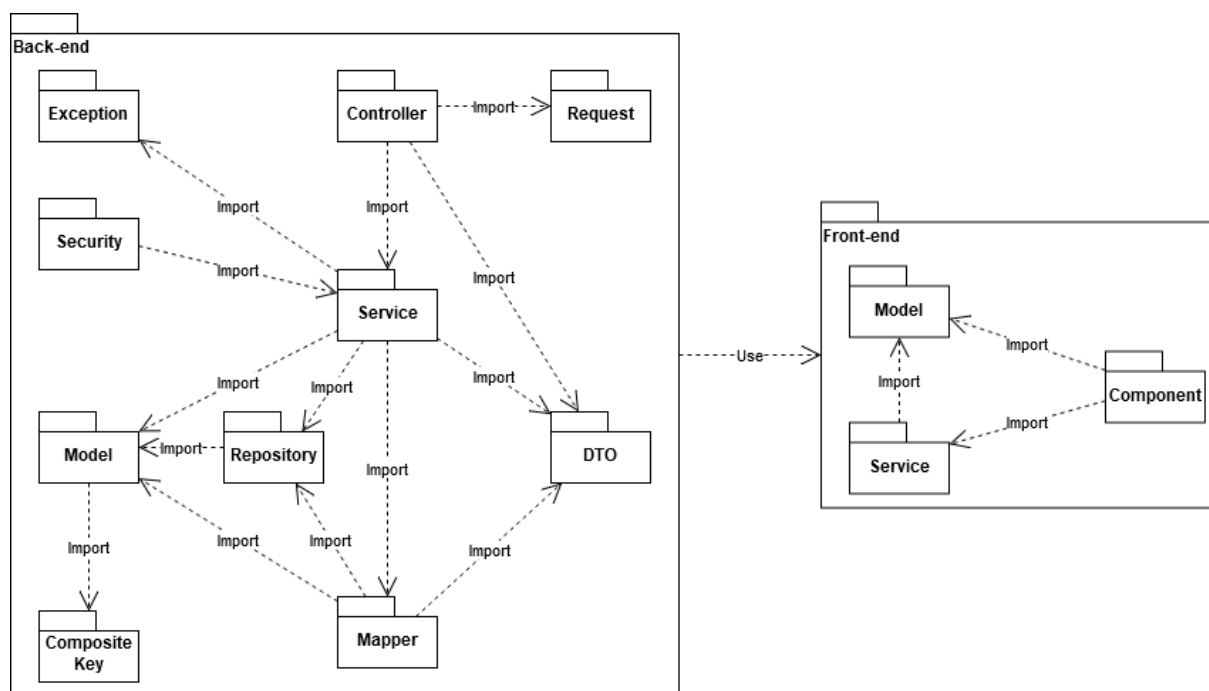 Back-end
Exception
Controller
Import
Request
Import
Import
Security
Import
Import
Service
Import
Import
Import
Import
Model
Import
Repository
DTO
Import
Import
Import
Import
Import
Composite
Key
Mapper
Use
Front-end
Model
Import
Import
Component
Import
Service